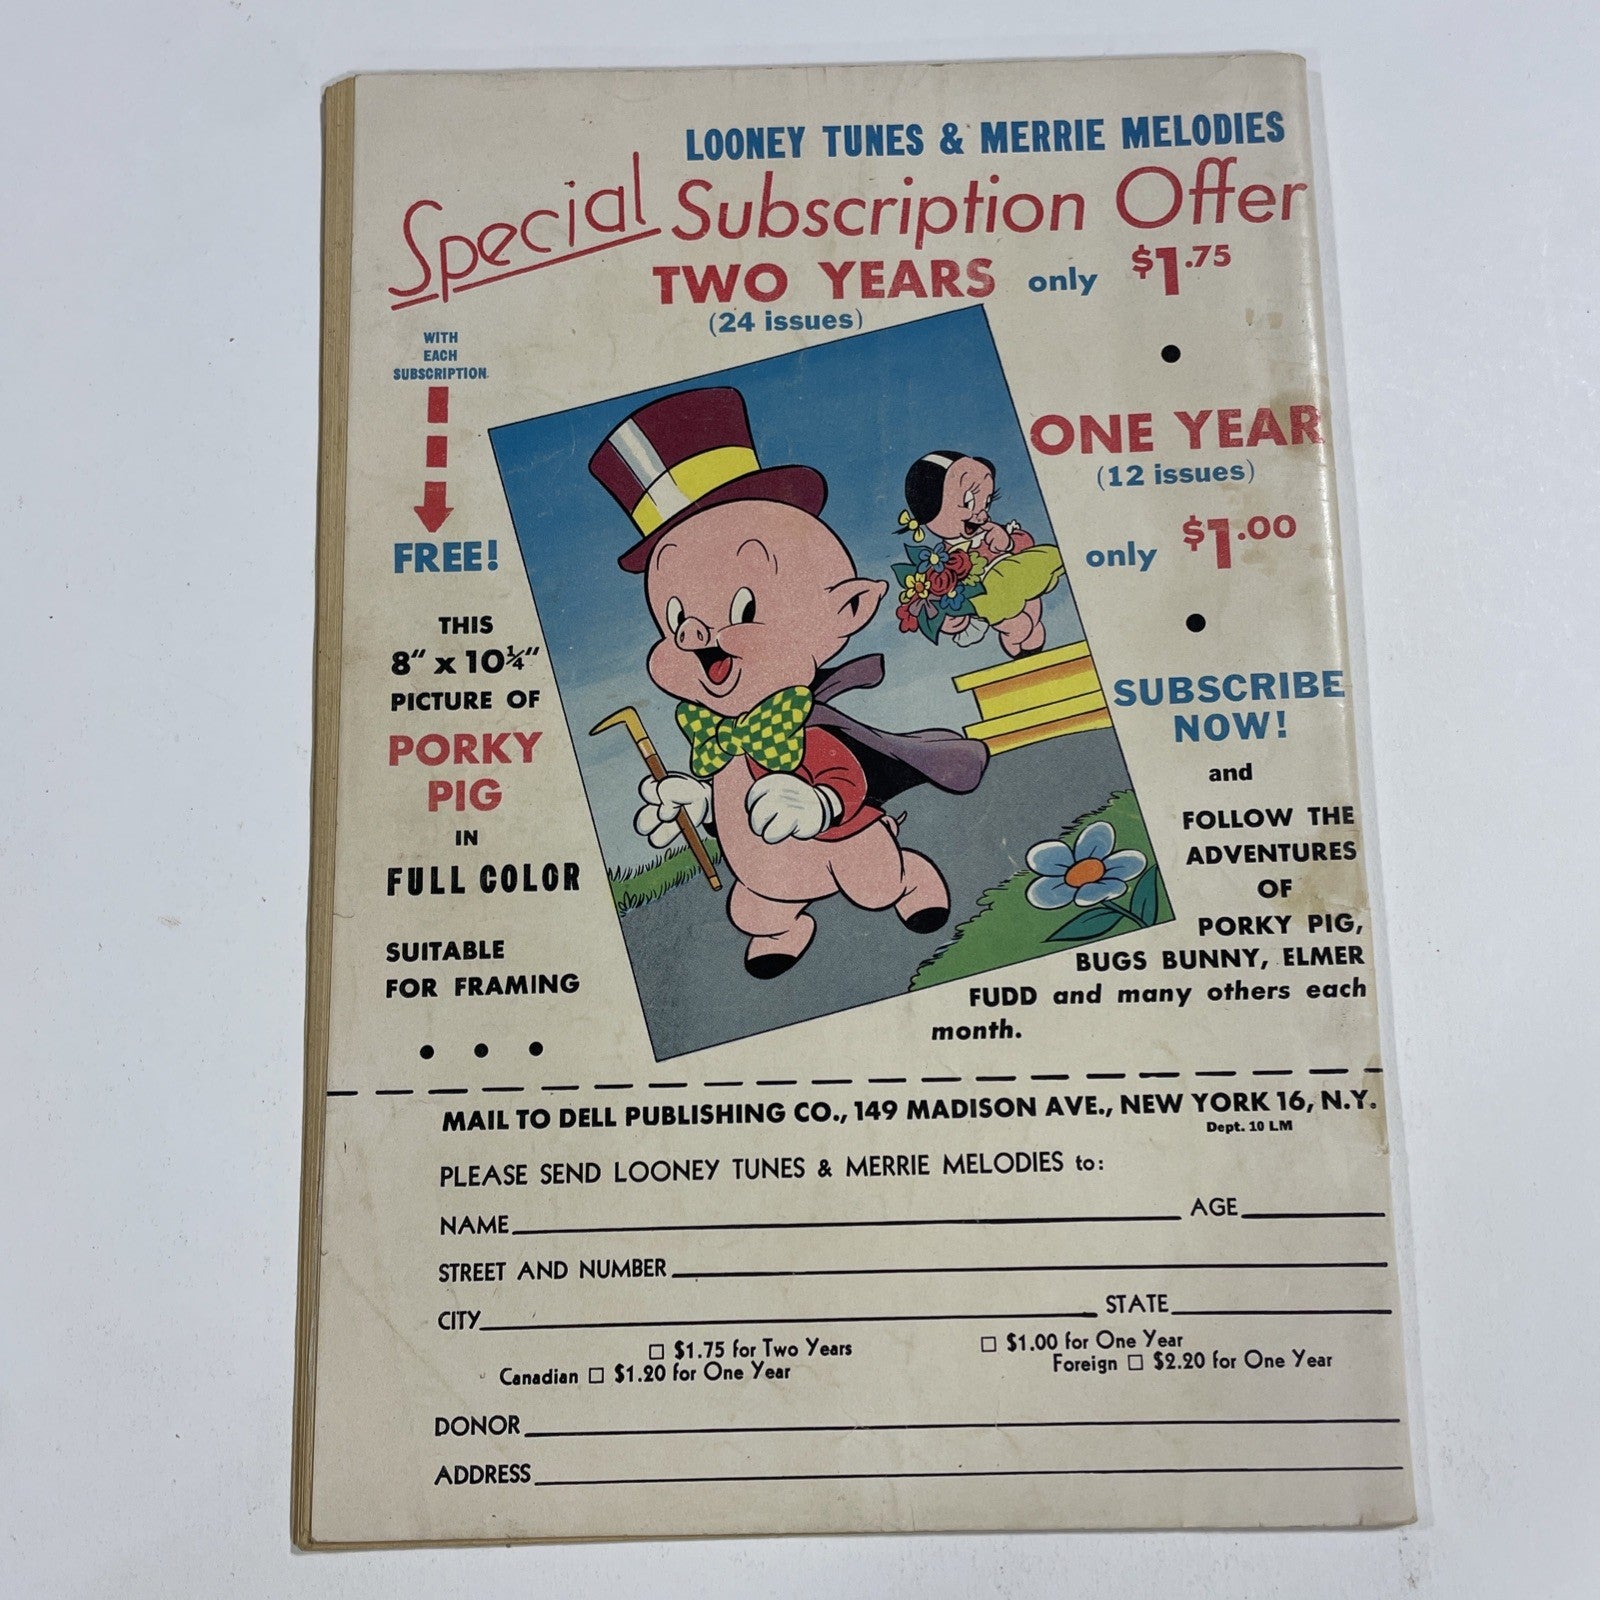 LOONEY TUNES & MERRIE MELODIES
Special Subscription Offer
TWO YEARS only $1.75
(24 issues)
WITH
EACH
SUBSCRIPTION
FREE!
THIS
8" x 10¼"
PICTURE OF
PORKY
PIG
IN
FULL COLOR
SUITABLE
FOR FRAMING
ONE YEAR
(12 issues)
only $1.00
SUBSCRIBE
NOW!
and
FOLLOW THE
ADVENTURES
OF
PORKY PIG,
BUGS BUNNY, ELMER
FUDD and many others each
month.
MAIL TO DELL PUBLISHING CO., 149 MADISON AVE., NEW YORK 16, N.Y.
Dept. 10 LM
PLEASE SEND LOONEY TUNES & MERRIE MELODIES to:
NAME AGE
STREET AND NUMBER
CITY STATE
□ $1.75 for Two Years □ $1.00 for One Year
Canadian □ $1.20 for One Year Foreign □ $2.20 for One Year
DONOR
ADDRESS